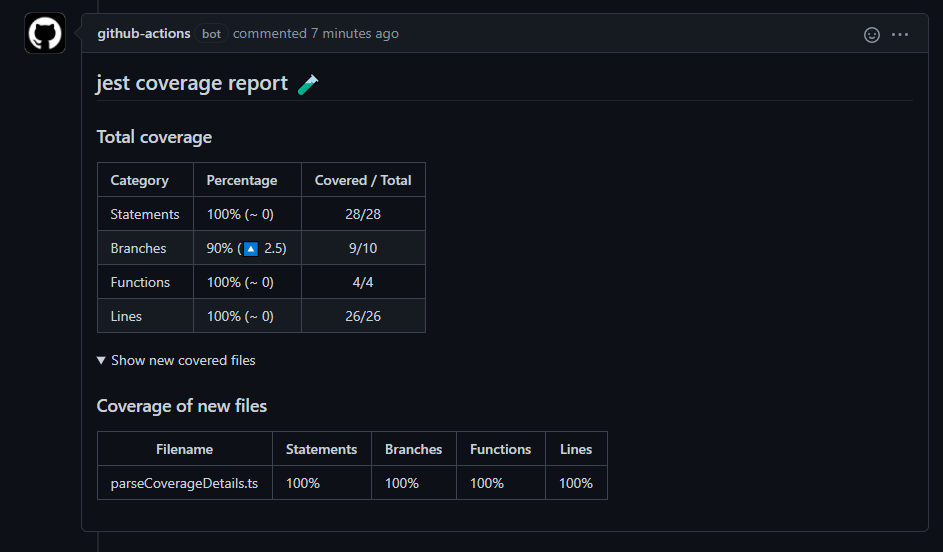 github-actions bot commented 7 minutes ago
jest coverage report 🧪
Total coverage
Category Percentage Covered / Total
Statements 100% (~ 0) 28/28
Branches 90% (🔼 2.5) 9/10
Functions 100% (~ 0) 4/4
Lines 100% (~ 0) 26/26
▼ Show new covered files
Coverage of new files
Filename Statements Branches Functions Lines
parseCoverageDetails.ts 100% 100% 100% 100%